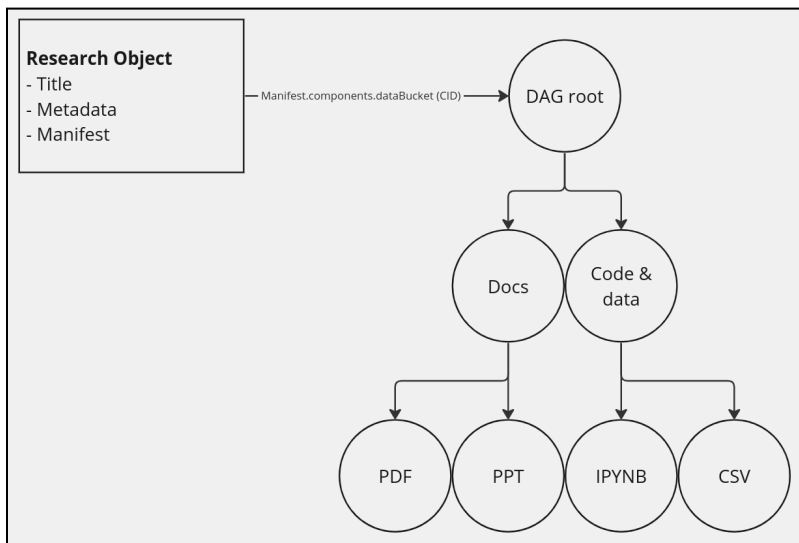 Research Object
- Title
- Metadata
- Manifest
Manifest.components.dataBucket (CID)
DAG root
Docs
Code &
data
PDF
PPT
IPYNB
CSV